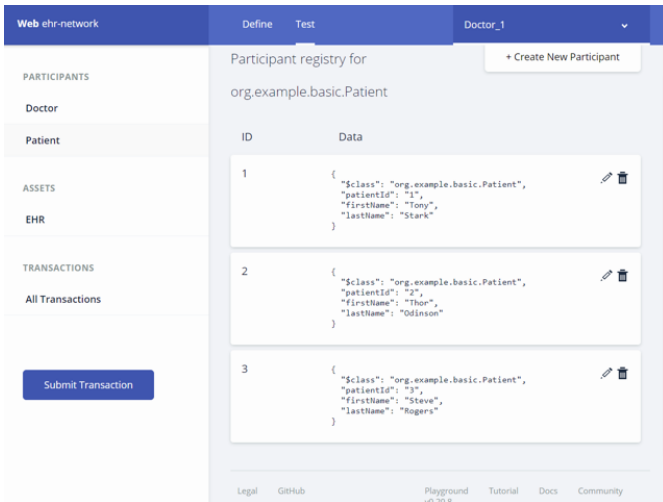 Web ehr-network
Define Test Doctor_1
PARTICIPANTS
Doctor
Patient
ASSETS
EHR
TRANSACTIONS
All Transactions
Submit Transaction
Participant registry for
org.example.basic.Patient
+ Create New Participant
ID Data
1
{
"$class": "org.example.basic.Patient",
"patientId": "1",
"firstName": "Tony",
"lastName": "Stark"
}
2
{
"$class": "org.example.basic.Patient",
"patientId": "2",
"firstName": "Thor",
"lastName": "Odinson"
}
3
{
"$class": "org.example.basic.Patient",
"patientId": "3",
"firstName": "Steve",
"lastName": "Rogers"
}
Legal GitHub Playground Tutorial Docs Community